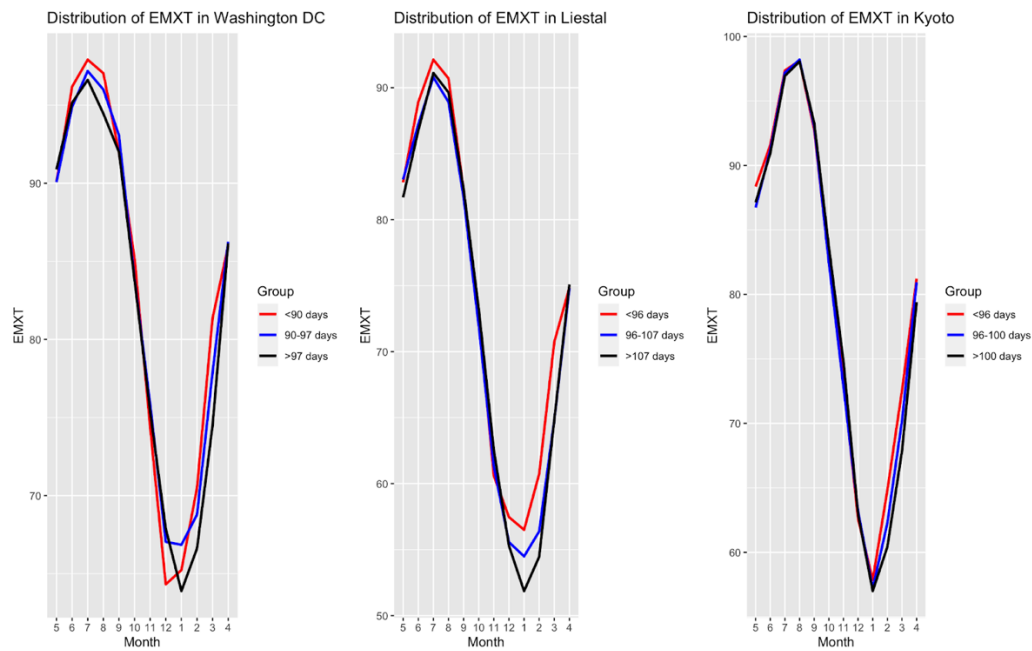 Distribution of EMXT in Washington DC
EMXT
90
80
70
5 6 7 8 9 10 11 12 1 2 3 4
Month
Group
<90 days
90-97 days
>97 days
Distribution of EMXT in Liestal
EMXT
90
80
70
60
50
5 6 7 8 9 10 11 12 1 2 3 4
Month
Group
<96 days
96-107 days
>107 days
Distribution of EMXT in Kyoto
EMXT
100
90
80
70
60
5 6 7 8 9 10 11 12 1 2 3 4
Month
Group
<96 days
96-100 days
>100 days